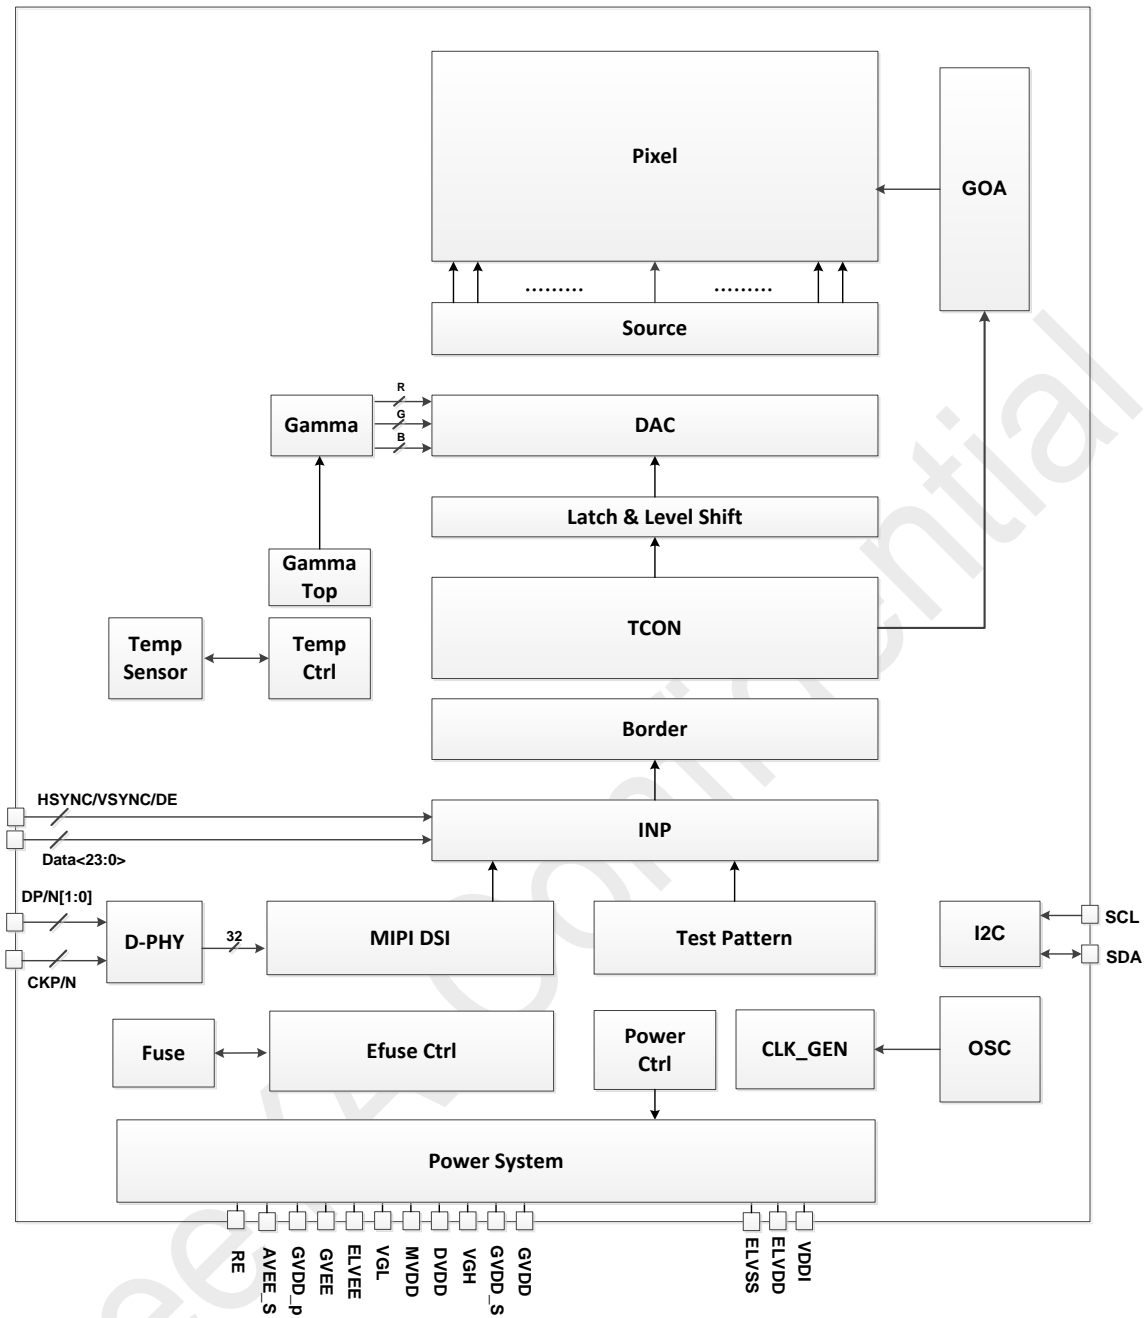 Pixel
GOA
.........
.........
Source
R
G
B
Gamma
DAC
Latch & Level Shift
Gamma
Top
TCON
Temp
Sensor
Temp
Ctrl
Border
HSYNC/VSYNC/DE
INP
Data<23:0>
DP/N[1:0]
D-PHY
32
MIPI DSI
Test Pattern
I2C
SCL
SDA
CKP/N
Fuse
Efuse Ctrl
Power
Ctrl
CLK_GEN
OSC
Power System
RE
AVEE_S
GVDD_p
GVEE
ELVEE
VGL
MVDD
DVDD
VGH
GVDD_S
GVDD
ELVSS
ELVDD
VDDI